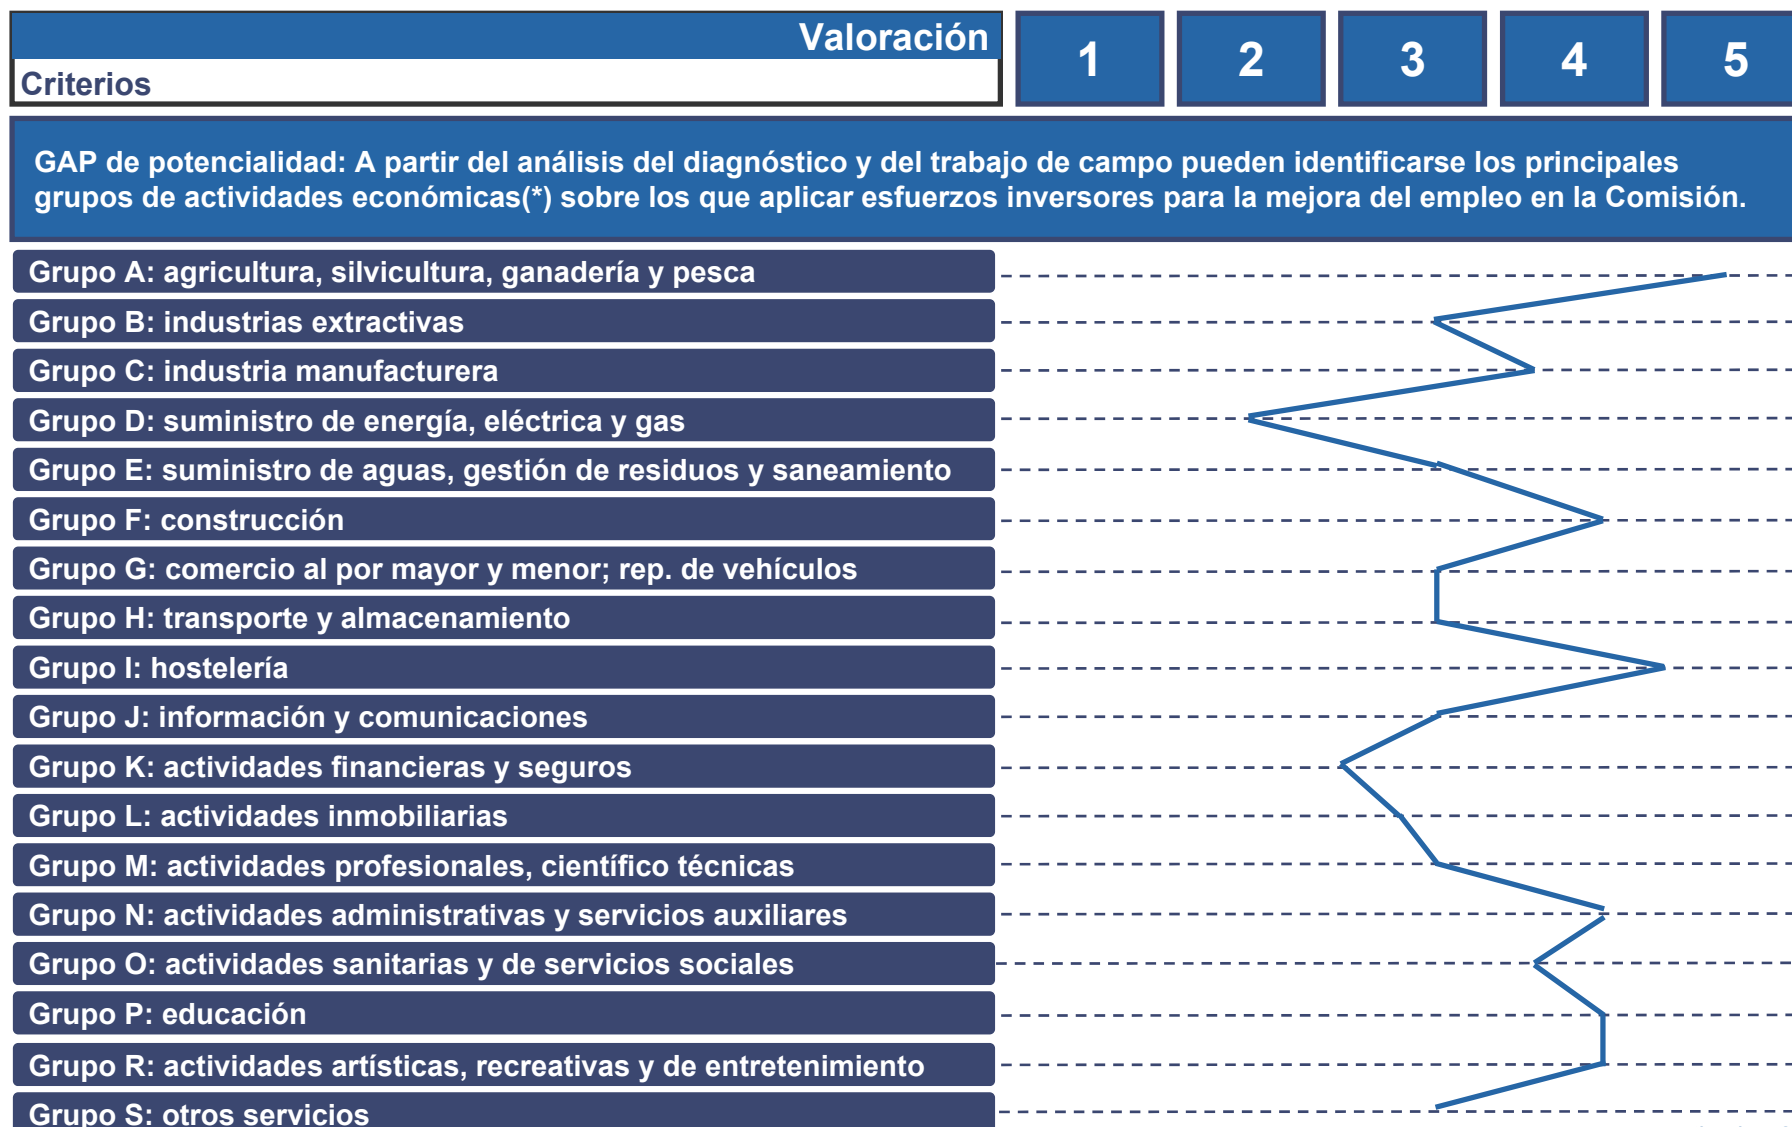 Valoración
Criterios
1 2 3 4 5
GAP de potencialidad: A partir del análisis del diagnóstico y del trabajo de campo pueden identificarse los principales
grupos de actividades económicas(*) sobre los que aplicar esfuerzos inversores para la mejora del empleo en la Comisión.
Grupo A: agricultura, silvicultura, ganadería y pesca
Grupo B: industrias extractivas
Grupo C: industria manufacturera
Grupo D: suministro de energía, eléctrica y gas
Grupo E: suministro de aguas, gestión de residuos y saneamiento
Grupo F: construcción
Grupo G: comercio al por mayor y menor; rep. de vehículos
Grupo H: transporte y almacenamiento
Grupo I: hostelería
Grupo J: información y comunicaciones
Grupo K: actividades financieras y seguros
Grupo L: actividades inmobiliarias
Grupo M: actividades profesionales, científico técnicas
Grupo N: actividades administrativas y servicios auxiliares
Grupo O: actividades sanitarias y de servicios sociales
Grupo P: educación
Grupo R: actividades artísticas, recreativas y de entretenimiento
Grupo S: otros servicios